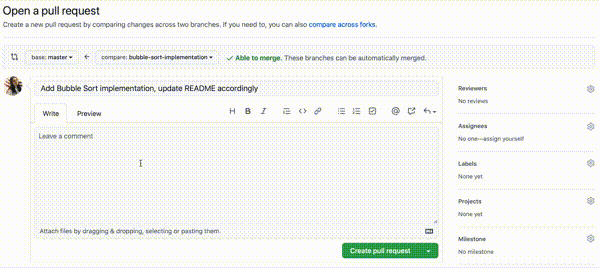 Open a pull request
Create a new pull request by comparing changes across two branches. If you need to, you can also compare across forks.
base: master
compare: bubble-sort-implementation
Able to merge. These branches can be automatically merged.
Add Bubble Sort implementation, update README accordingly
Write
Preview
Leave a comment
Attach files by dragging & dropping, selecting or pasting them.
Create pull request
Reviewers
No reviews
Assignees
No one—assign yourself
Labels
None yet
Projects
None yet
Milestone
No milestone